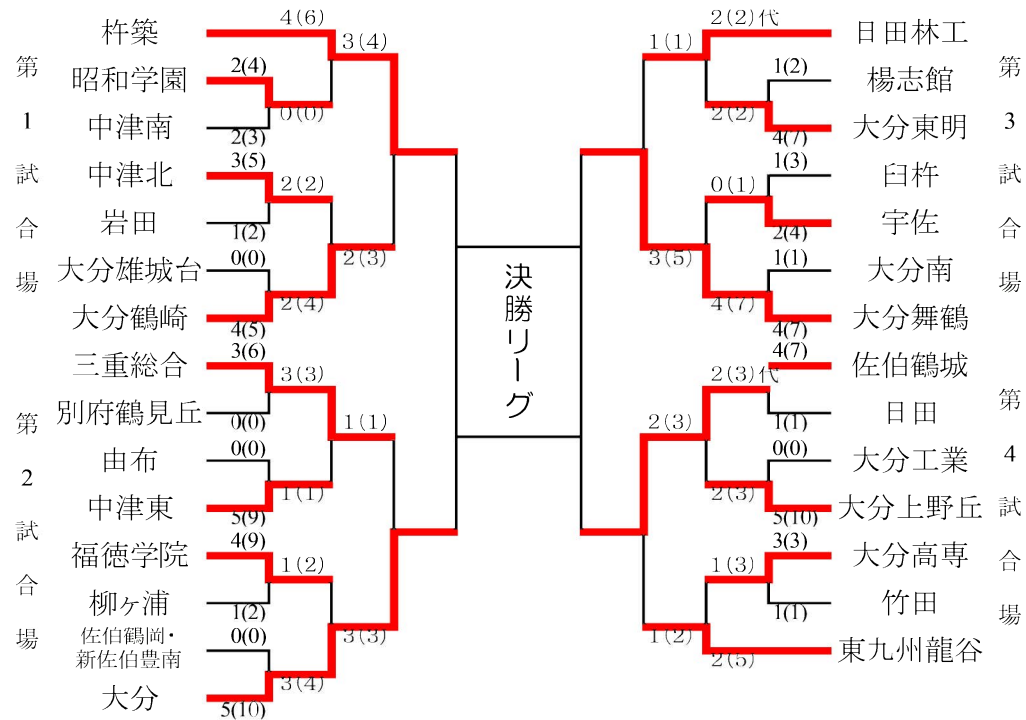 第1試合場
杵築
4(6)
3(4)
昭和学園
2(4)
0(0)
中津南
2(3)
中津北
3(5)
2(2)
岩田
1(2)
2(3)
大分雄城台
0(0)
2(4)
大分鶴崎
4(5)
第2試合場
三重総合
3(6)
3(3)
別府鶴見丘
0(0)
1(1)
由布
0(0)
1(1)
中津東
5(9)
福徳学院
4(9)
1(2)
柳ヶ浦
1(2)
3(3)
佐伯鶴岡・
新佐伯豊南
0(0)
3(4)
大分
5(10)
決勝リーグ
第3試合場
2(2)代
日田林工
1(1)
1(2)
楊志館
2(2)
4(7)
大分東明
1(3)
臼杵
0(1)
2(4)
宇佐
3(5)
1(1)
大分南
4(7)
4(7)
大分舞鶴
第4試合場
4(7)
佐伯鶴城
2(3)代
1(1)
日田
2(3)
0(0)
大分工業
2(3)
5(10)
大分上野丘
3(3)
大分高専
1(3)
1(1)
竹田
1(2)
2(5)
東九州龍谷